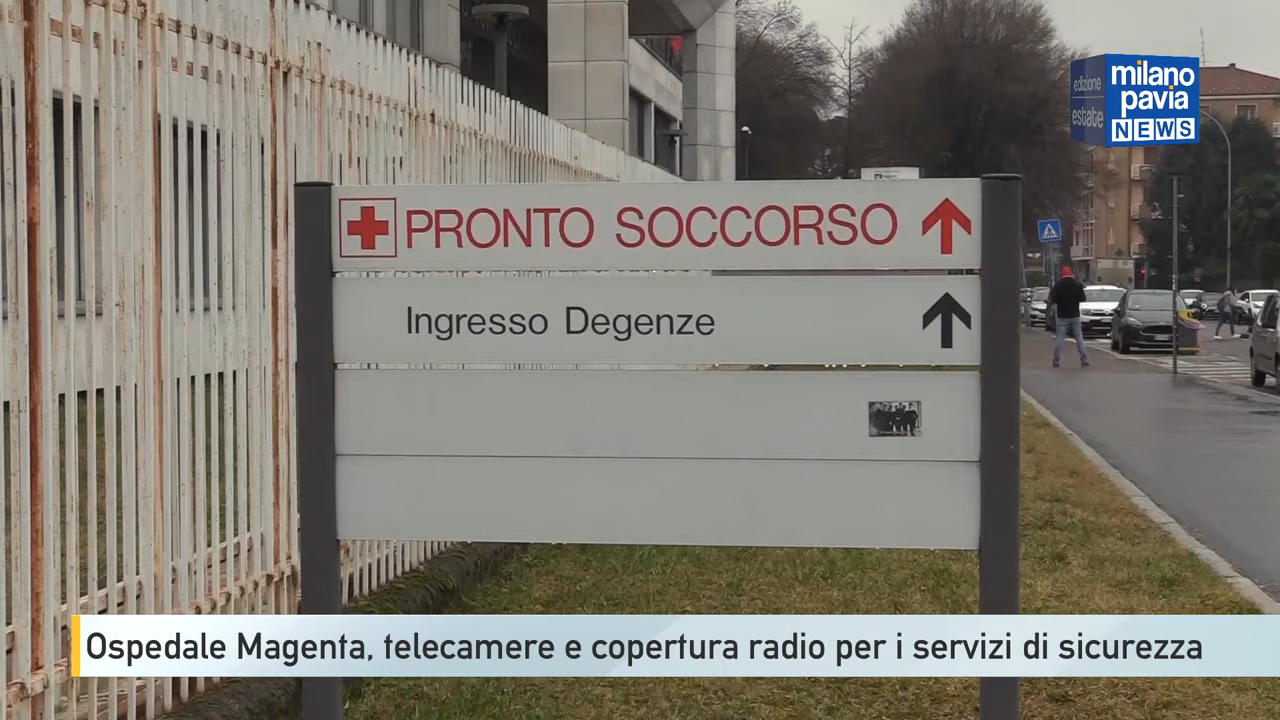 edizione
estate
milano
pavia
NEWS
PRONTO SOCCORSO
Ingresso Degenze
Ospedale Magenta, telecamere e copertura radio per i servizi di sicurezza